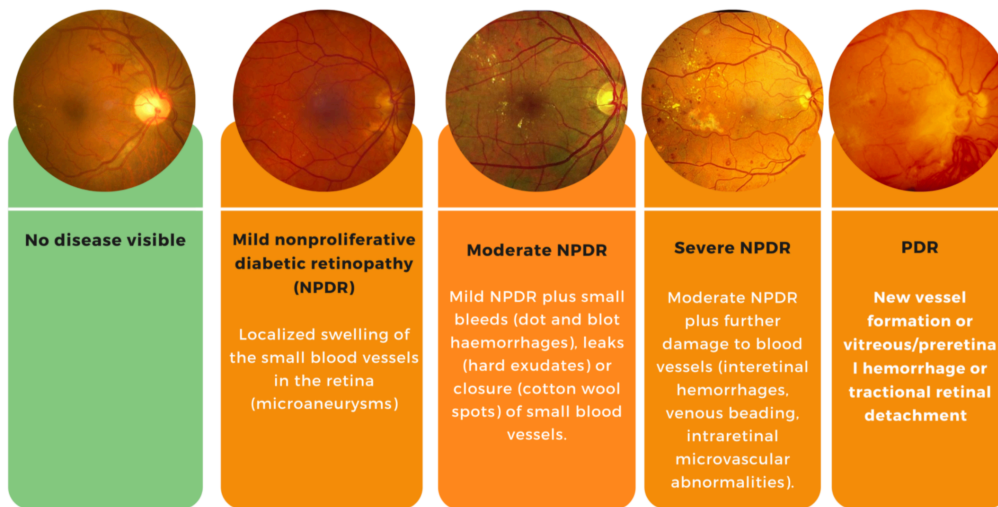 No disease visible
Mild nonproliferative
diabetic retinopathy
(NPDR)
Localized swelling of
the small blood vessels
in the retina
(microaneurysms)
Moderate NPDR
Mild NPDR plus small
bleeds (dot and blot
haemorrhages), leaks
(hard exudates) or
closure (cotton wool
spots) of small blood
vessels.
Severe NPDR
Moderate NPDR
plus further
damage to blood
vessels (interetinal
hemorrhages,
venous beading,
intraretinal
microvascular
abnormalities).
PDR
New vessel
formation or
vitreous/preretina
l hemorrhage or
tractional retinal
detachment